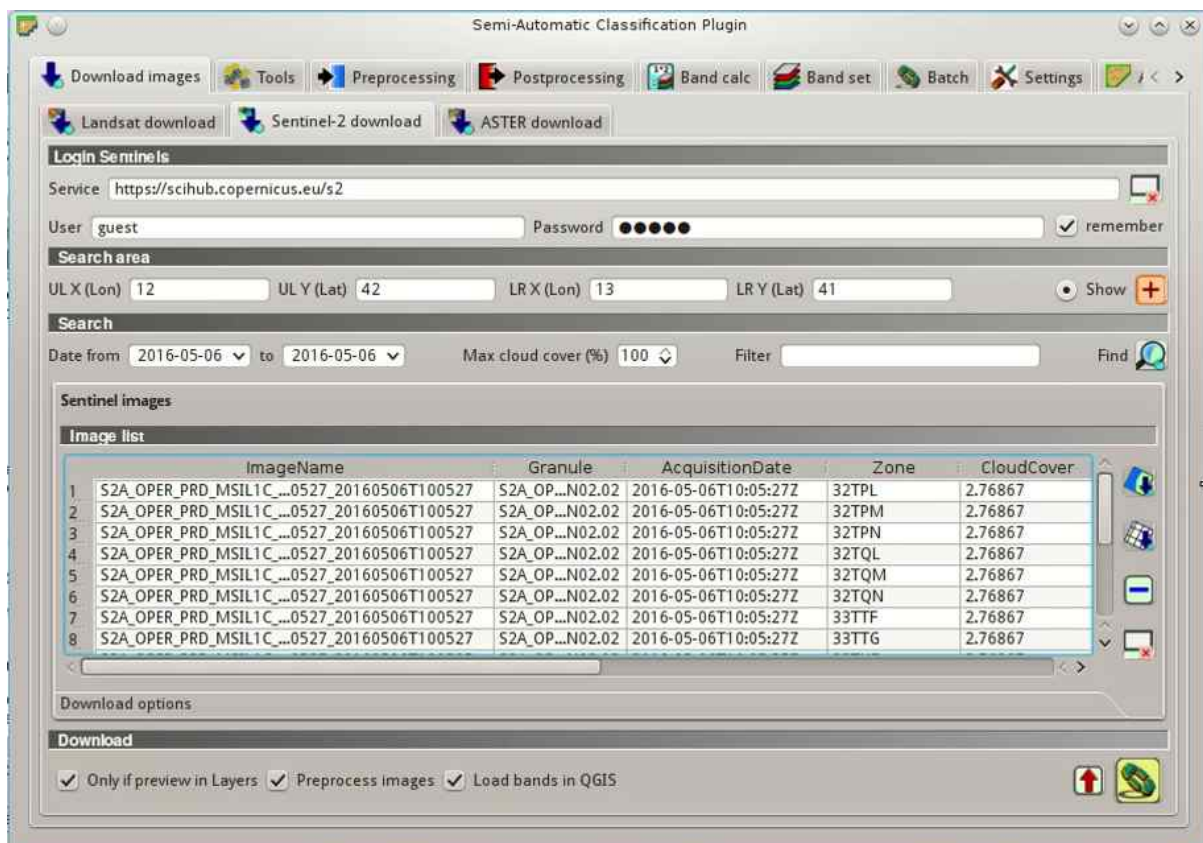 Semi-Automatic Classification Plugin
Download images Tools Preprocessing Postprocessing Band calc Band set Batch Settings
Landsat download Sentinel-2 download ASTER download
Login Sentinels
Service https://scihub.copernicus.eu/s2
User guest Password ●●●●● remember
Search area
UL X (Lon) 12 UL Y (Lat) 42 LR X (Lon) 13 LR Y (Lat) 41 Show
Search
Date from 2016-05-06 to 2016-05-06 Max cloud cover (%) 100 Filter Find
Sentinel images
Image list
ImageName Granule AcquisitionDate Zone CloudCover
1 S2A_OPER_PRD_MSIL1C_...0527_20160506T100527 S2A_OP...N02.02 2016-05-06T10:05:27Z 32TPL 2.76867
2 S2A_OPER_PRD_MSIL1C_...0527_20160506T100527 S2A_OP...N02.02 2016-05-06T10:05:27Z 32TPM 2.76867
3 S2A_OPER_PRD_MSIL1C_...0527_20160506T100527 S2A_OP...N02.02 2016-05-06T10:05:27Z 32TPN 2.76867
4 S2A_OPER_PRD_MSIL1C_...0527_20160506T100527 S2A_OP...N02.02 2016-05-06T10:05:27Z 32TQL 2.76867
5 S2A_OPER_PRD_MSIL1C_...0527_20160506T100527 S2A_OP...N02.02 2016-05-06T10:05:27Z 32TQM 2.76867
6 S2A_OPER_PRD_MSIL1C_...0527_20160506T100527 S2A_OP...N02.02 2016-05-06T10:05:27Z 32TQN 2.76867
7 S2A_OPER_PRD_MSIL1C_...0527_20160506T100527 S2A_OP...N02.02 2016-05-06T10:05:27Z 33TTF 2.76867
8 S2A_OPER_PRD_MSIL1C_...0527_20160506T100527 S2A_OP...N02.02 2016-05-06T10:05:27Z 33TTG 2.76867
Download options
Download
Only if preview in Layers Preprocess images Load bands in QGIS